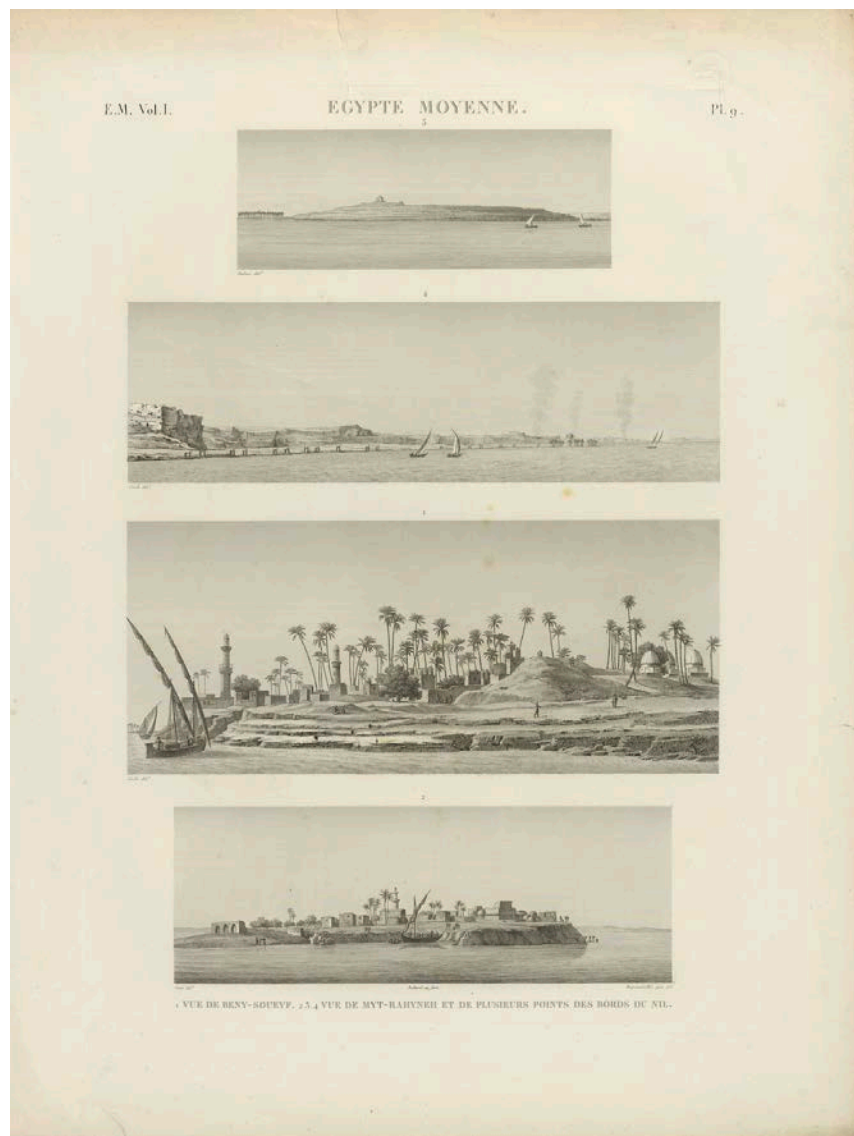 E.M. Vol. I.
EGYPTE MOYENNE.
Pl. 9.
3
4
1
2
1 VUE DE BENY-SOUEYF. 2.3.4 VUE DE MYT-RAHYNEH ET DE PLUSIEURS POINTS DES BORDS DU NIL.